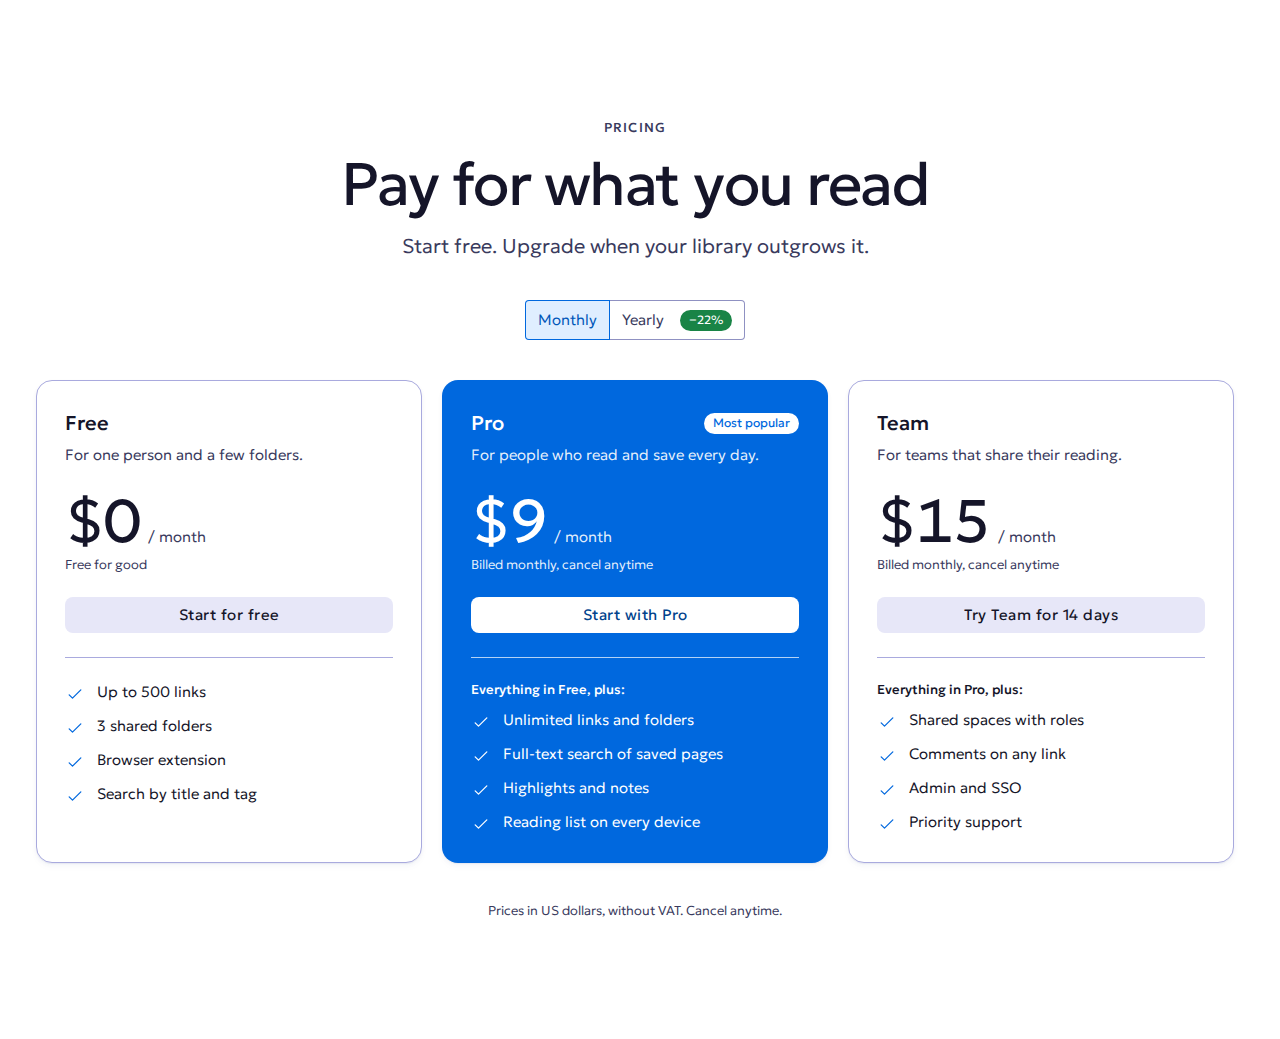 PRICING
Pay for what you read
Start free. Upgrade when your library outgrows it.
Monthly
Yearly
−22%
Free
For one person and a few folders.
$0 / month
Free for good
Start for free
Up to 500 links
3 shared folders
Browser extension
Search by title and tag
Pro
Most popular
For people who read and save every day.
$9 / month
Billed monthly, cancel anytime
Start with Pro
Everything in Free, plus:
Unlimited links and folders
Full-text search of saved pages
Highlights and notes
Reading list on every device
Team
For teams that share their reading.
$15 / month
Billed monthly, cancel anytime
Try Team for 14 days
Everything in Pro, plus:
Shared spaces with roles
Comments on any link
Admin and SSO
Priority support
Prices in US dollars, without VAT. Cancel anytime.